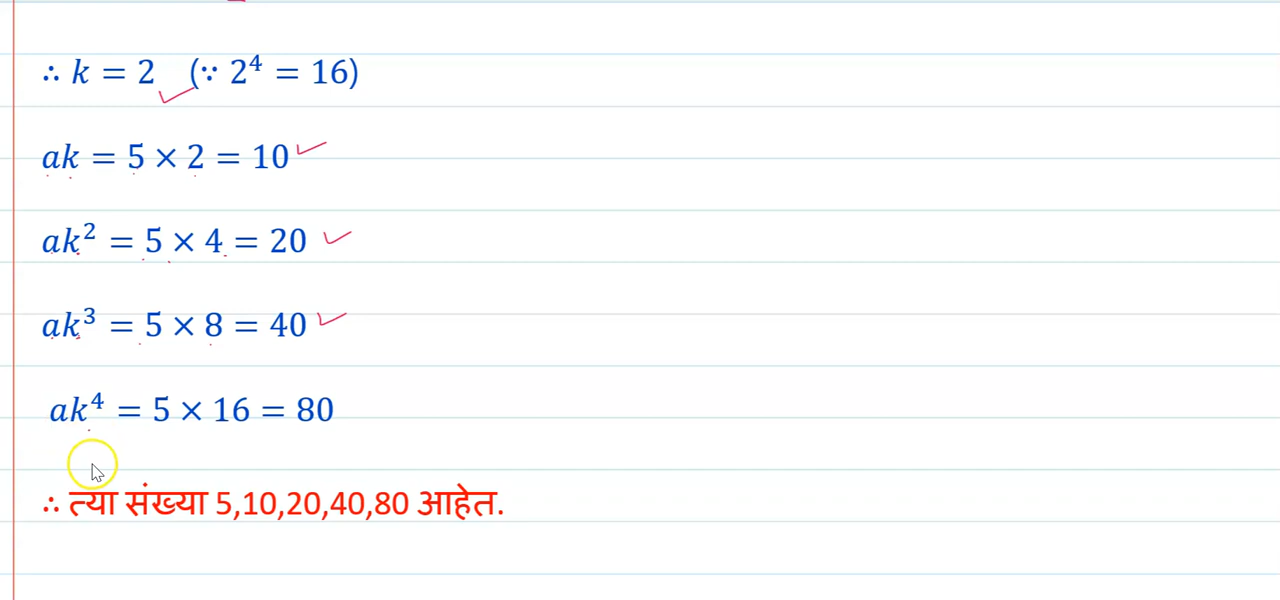 ∴ k = 2 (∵ 2⁴ = 16)
ak = 5 × 2 = 10
ak² = 5 × 4 = 20
ak³ = 5 × 8 = 40
ak⁴ = 5 × 16 = 80
∴ त्या संख्या 5,10,20,40,80 आहेत.